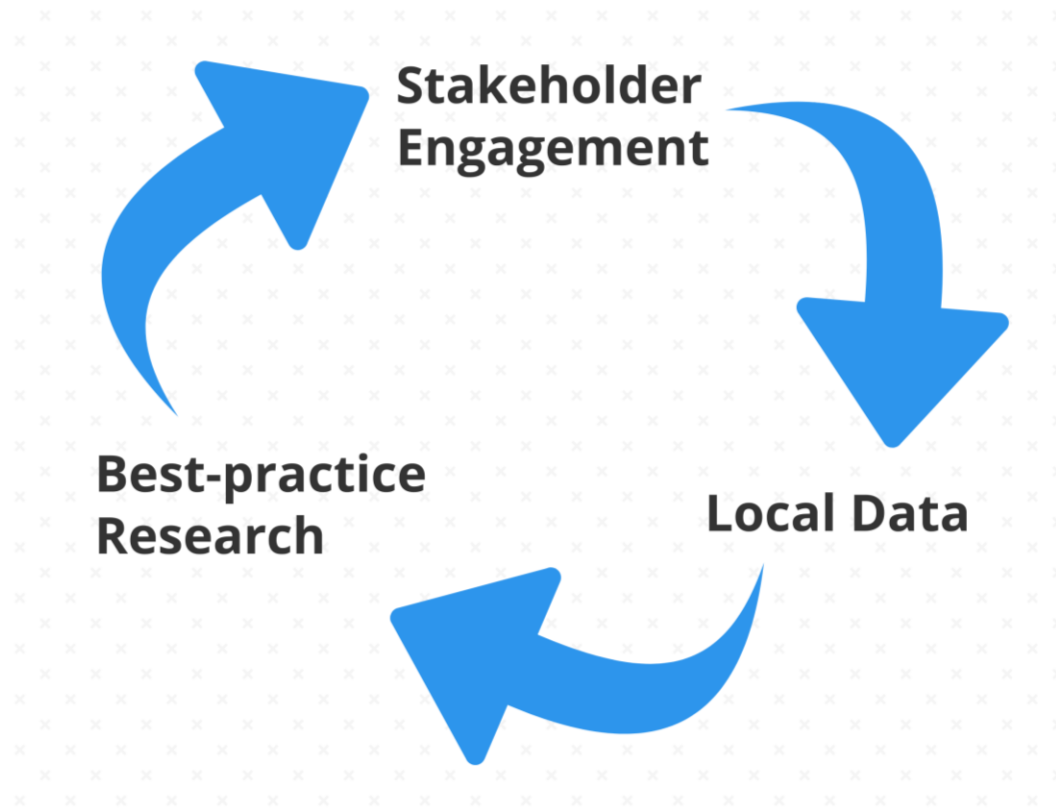 Stakeholder
Engagement
Best-practice
Research
Local Data